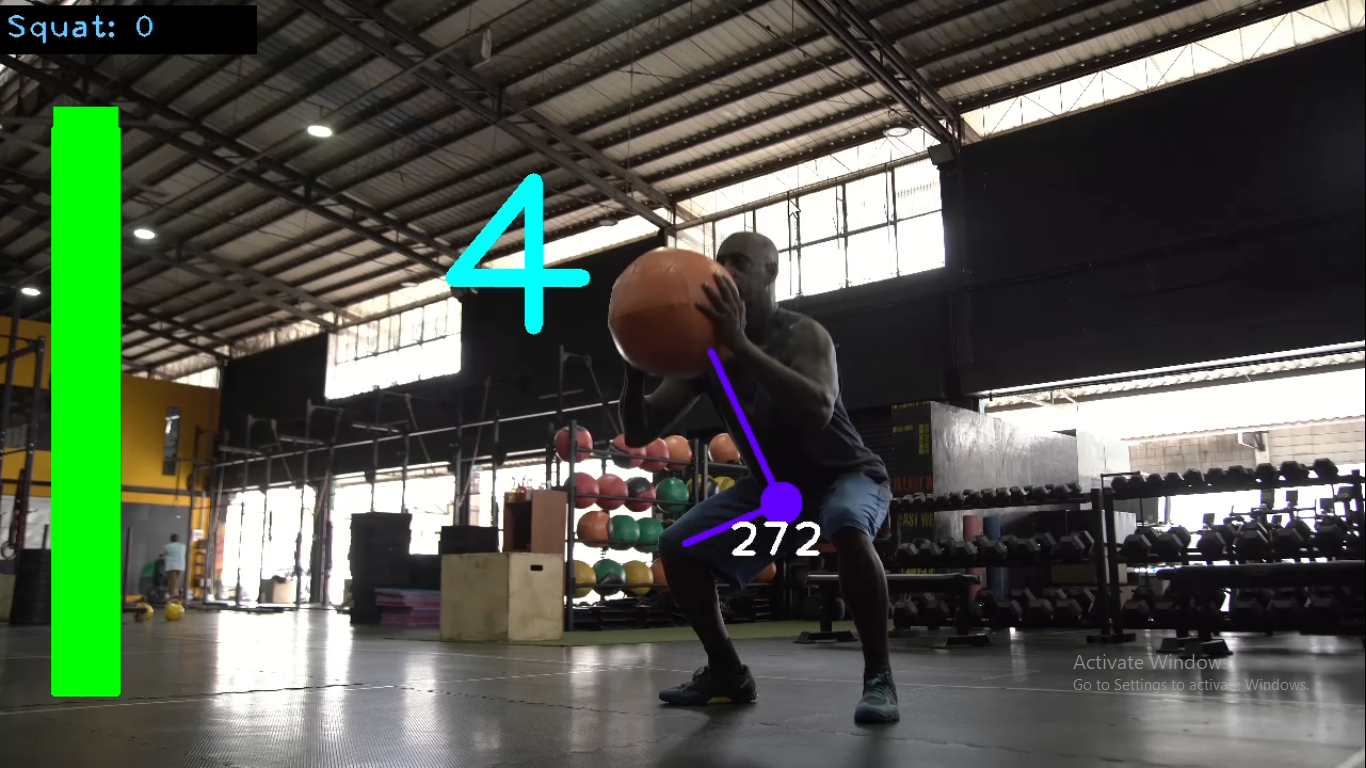 Squat: 0
4
272
Activate Windows
Go to Settings to activate Windows.